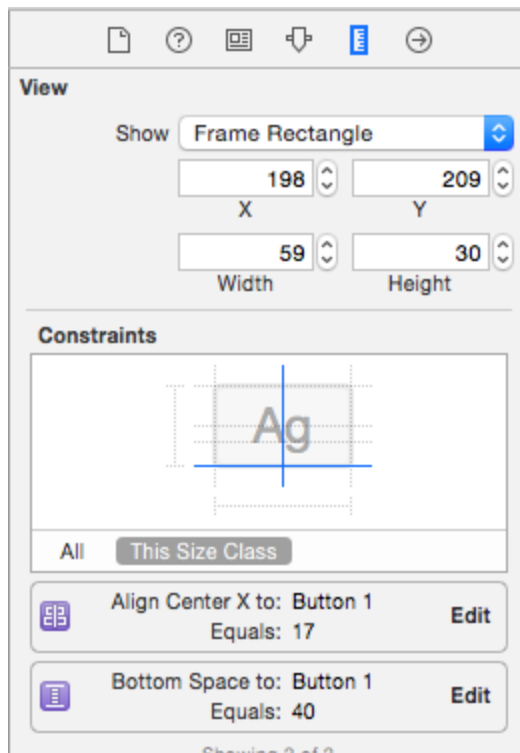 View
Show Frame Rectangle
198 209
X Y
59 30
Width Height
Constraints
Ag
All This Size Class
Align Center X to: Button 1
Equals: 17
Edit
Bottom Space to: Button 1
Equals: 40
Edit
Showing